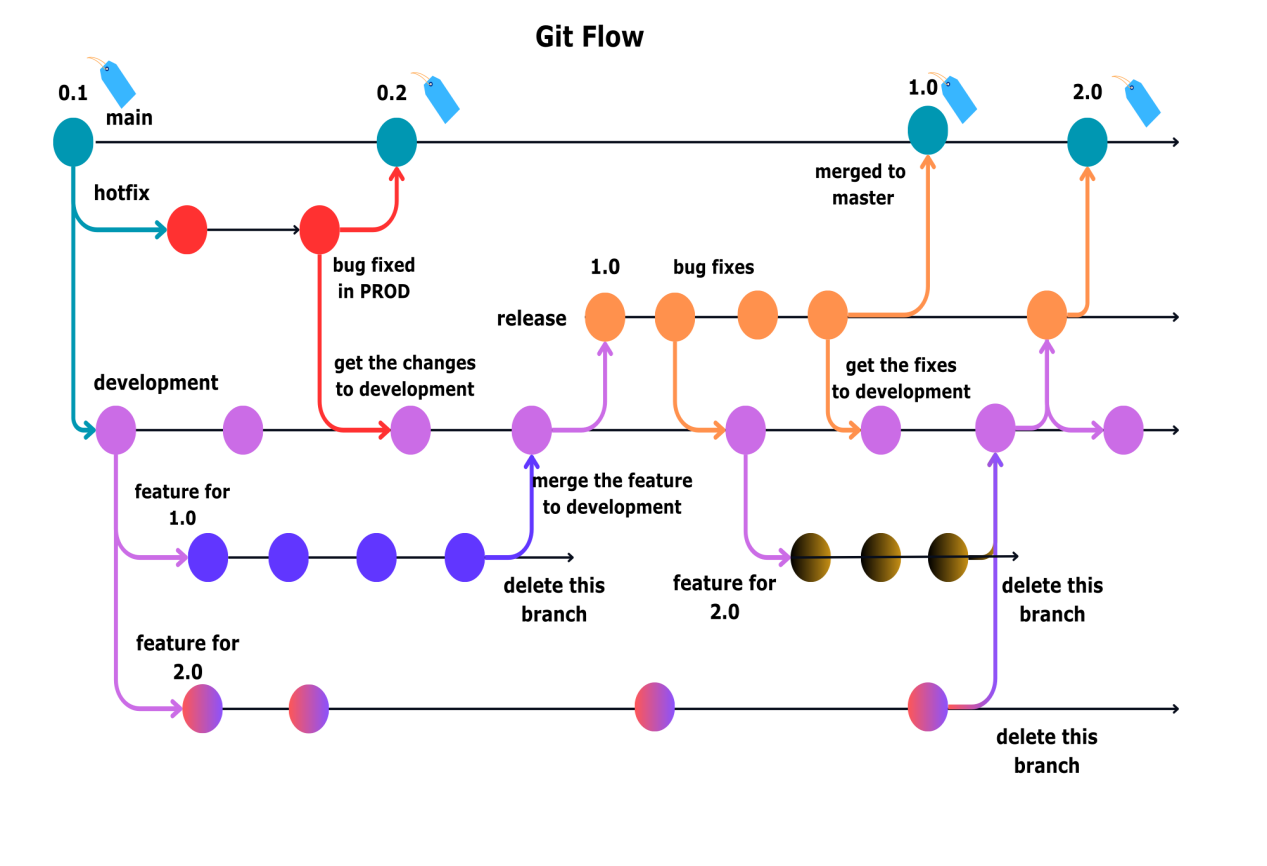 Git Flow
0.1
0.2
1.0
2.0
main
merged to
master
hotfix
bug fixed
in PROD
1.0
bug fixes
release
get the changes
to development
get the fixes
to development
development
merge the feature
to development
feature for
1.0
delete this
branch
feature for
2.0
delete this
branch
feature for
2.0
delete this
branch